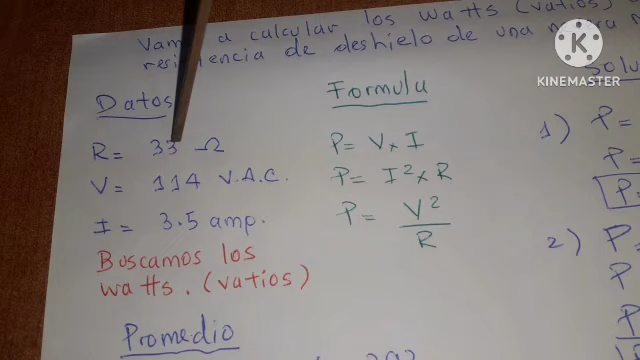 Vamos a calcular los watts (vatios)
resistencia de deshielo de una
KINEMASTER
Datos
R= 33 Ω
V= 114 V.A.C.
I = 3.5 amp.
Buscamos los
watts. (vatios)
Promedio
Formula
P= V x I
P= I² x R
P= V²
R
1) P=
P=
P=
2) P=
P
P